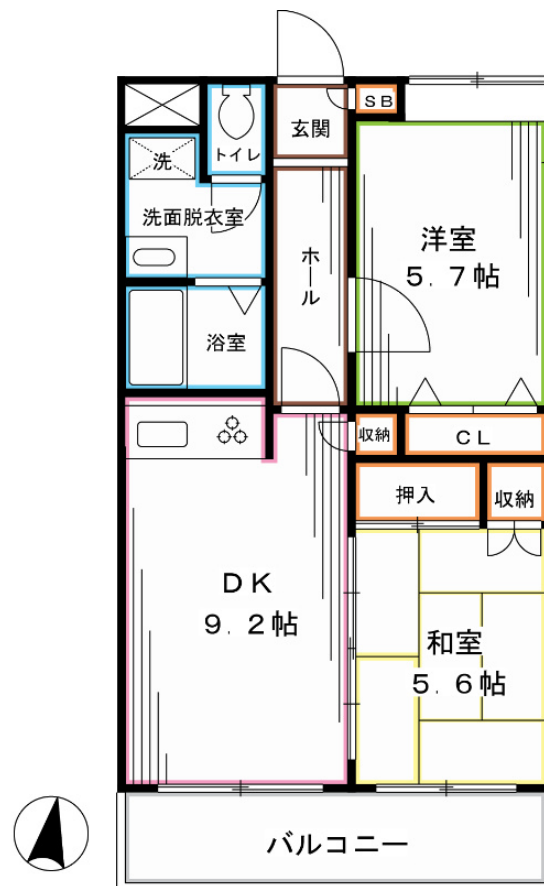 SB
玄関
トイレ
洗
洗面脱衣室
洋室
5.7帖
ホール
浴室
収納
CL
押入
収納
DK
9.2帖
和室
5.6帖
バルコニー